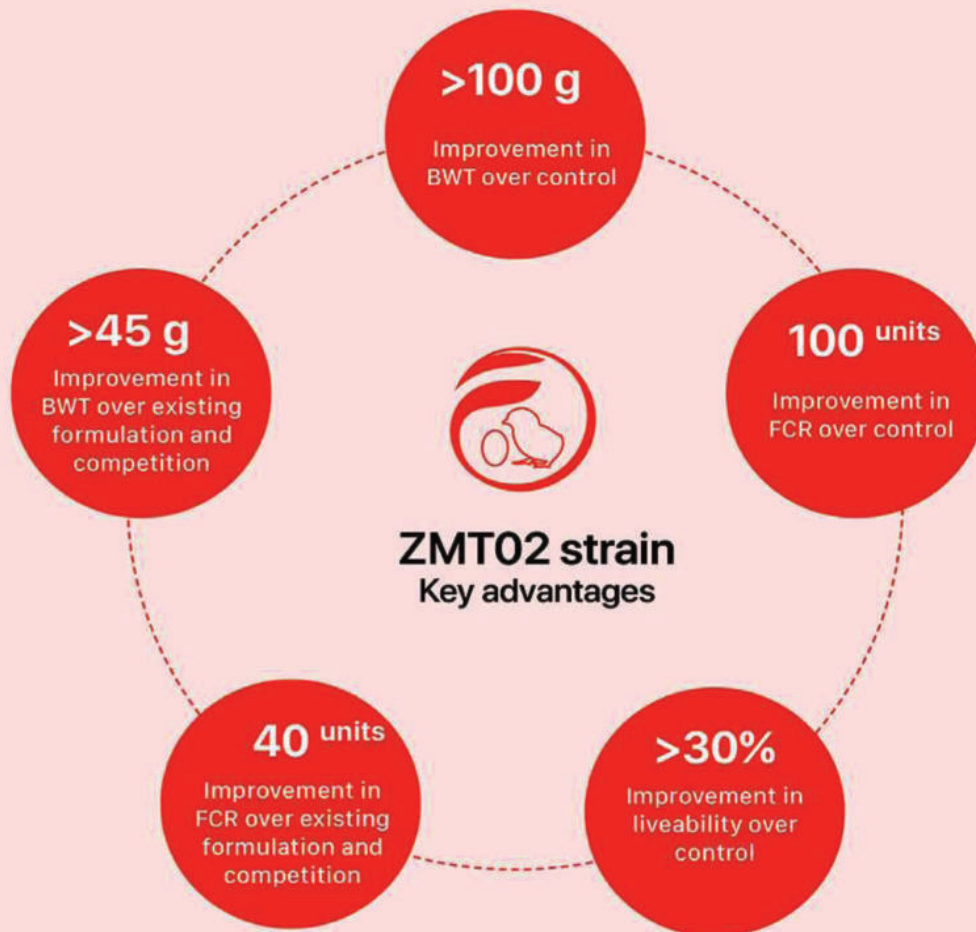 >100 g
Improvement in
BWT over control
>45 g
Improvement in
BWT over existing
formulation and
competition
100 units
Improvement in
FCR over control
ZMT02 strain
Key advantages
40 units
Improvement in
FCR over existing
formulation and
competition
>30%
Improvement in
liveability over
control